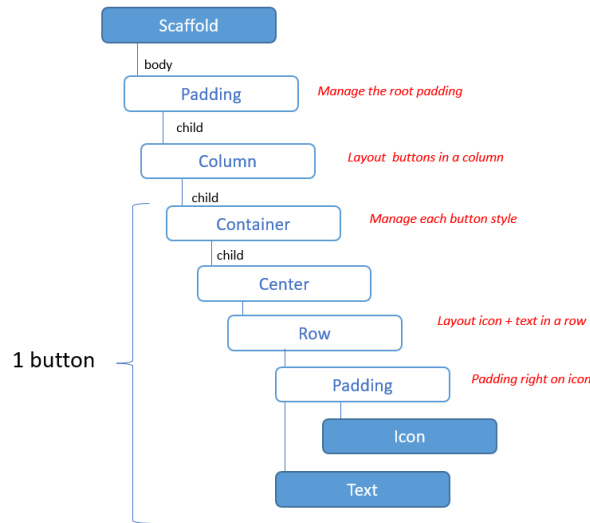 Scaffold
body
Padding
Manage the root padding
child
Column
Layout buttons in a column
child
Container
Manage each button style
child
Center
Row
Layout icon + text in a row
1 button
Padding
Padding right on icon
Icon
Text